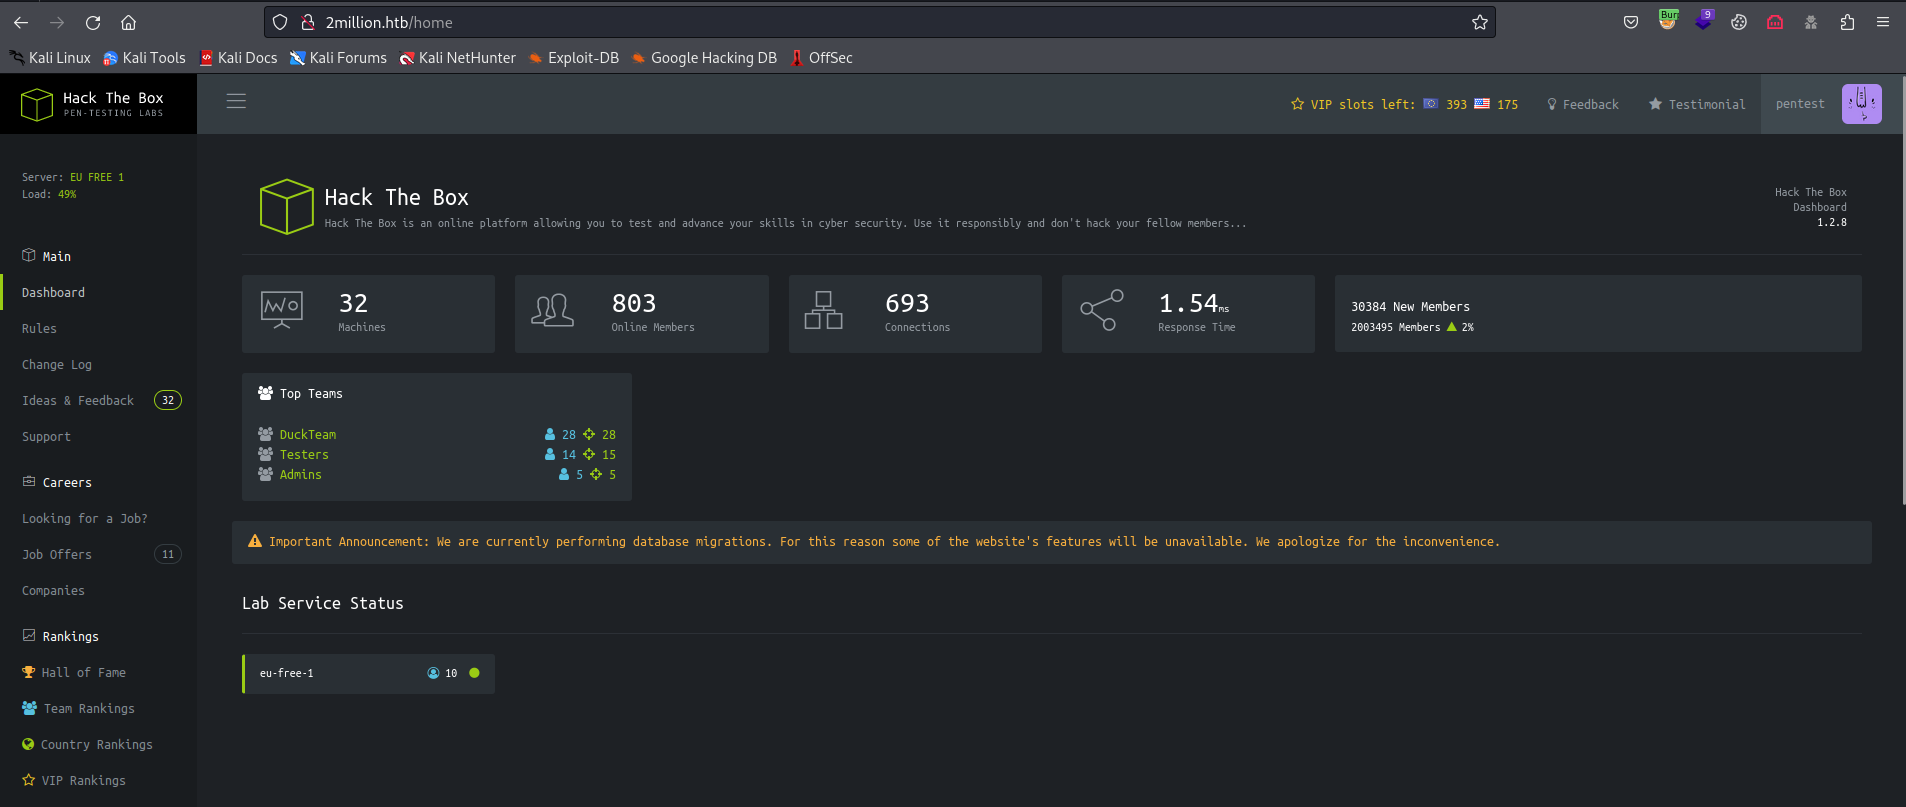 2million.htb/home
Burr
9
Kali Linux Kali Tools Kali Docs Kali Forums Kali NetHunter Exploit-DB Google Hacking DB OffSec
Hack The Box
PEN-TESTING LABS
VIP slots left: 393 175 Feedback Testimonial pentest
Server: EU FREE 1
Load: 49%
Main
Dashboard
Rules
Change Log
Ideas & Feedback 32
Support
Careers
Looking for a Job?
Job Offers 11
Companies
Rankings
Hall of Fame
Team Rankings
Country Rankings
VIP Rankings
Hack The Box
Hack The Box is an online platform allowing you to test and advance your skills in cyber security. Use it responsibly and don't hack your fellow members...
Hack The Box
Dashboard
1.2.8
32
Machines
803
Online Members
693
Connections
1.54ms
Response Time
30384 New Members
2003495 Members 2%
Top Teams
DuckTeam 28 28
Testers 14 15
Admins 5 5
Important Announcement: We are currently performing database migrations. For this reason some of the website's features will be unavailable. We apologize for the inconvenience.
Lab Service Status
eu-free-1 10